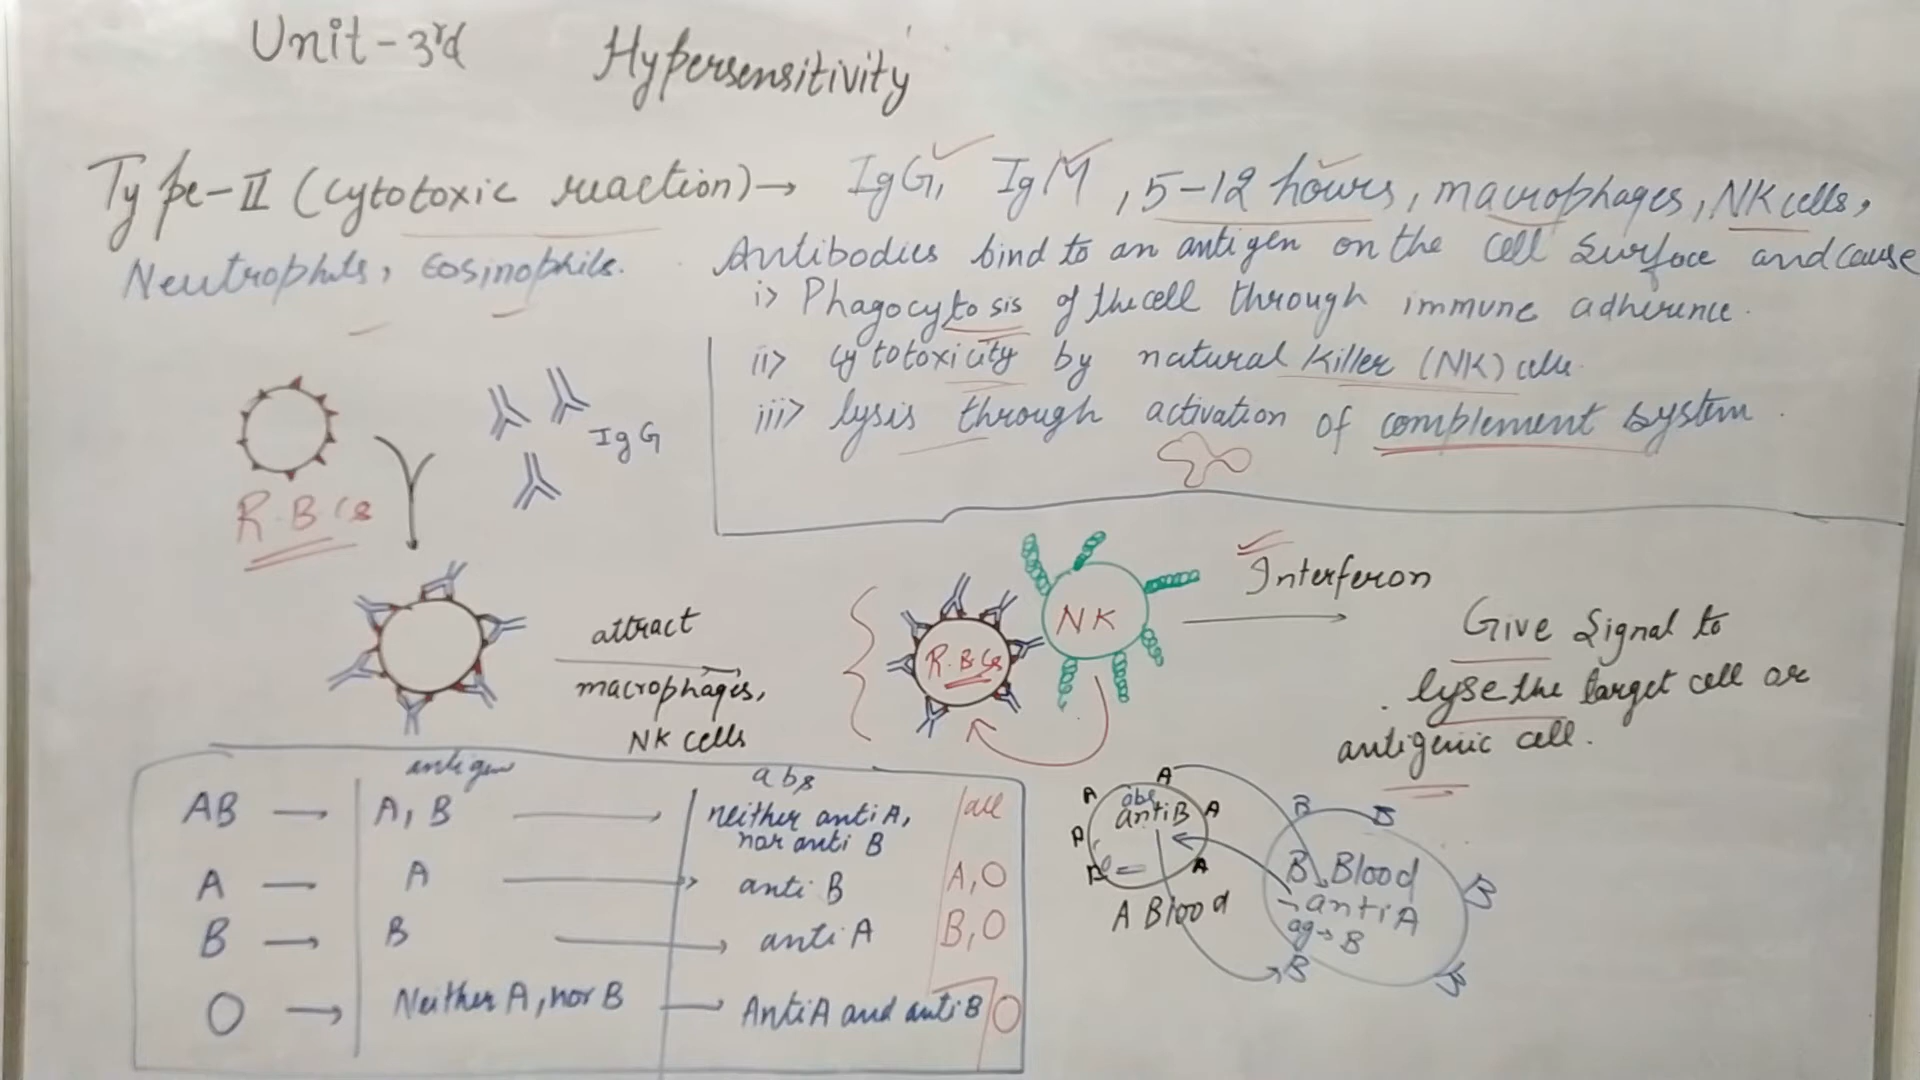 Unit-3rd Hypersensitivity
Type-II (cytotoxic reaction) → IgG, IgM, 5-12 hours, macrophages, NK cells,
Neutrophils, Eosinophils.
Antibodies bind to an antigen on the cell surface and cause
i> Phagocytosis of the cell through immune adherence.
ii> cytotoxicity by natural killer (NK) cells.
iii> lysis through activation of complement system.
IgG
R.B.Cs
attract
macrophages,
NK cells
R.B.Cs
NK
Interferon
Give signal to
lyse the target cell or
antigenic cell.
antigen abs
AB → A, B → neither anti A, all
nor anti B
A — A → anti B A,O
B → B → anti A B,O
O → Neither A, nor B → Anti A and anti B O
A
A abs
anti B A
A
A Blood
B B
B Blood
anti A
ag → B
B
B
B